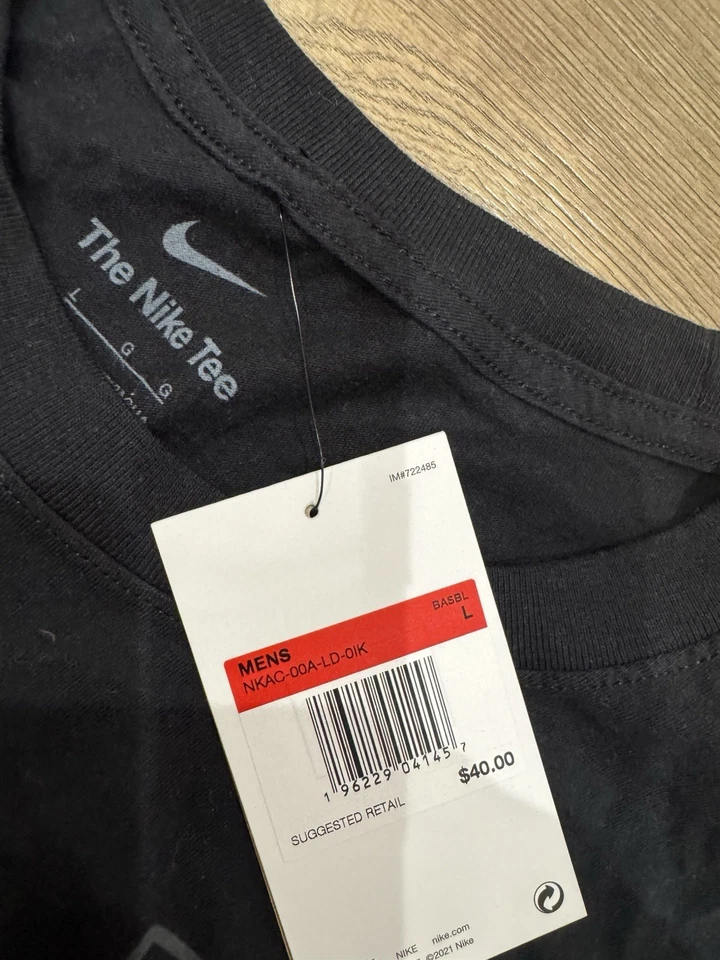 The Nike Tee
L
G
G
IM#722485
BASBL
MENS
L
NKAC-00A-LD-0IK
1 96229 04145 7
$40.00
SUGGESTED RETAIL
NIKE nike.com
©2021 Nike